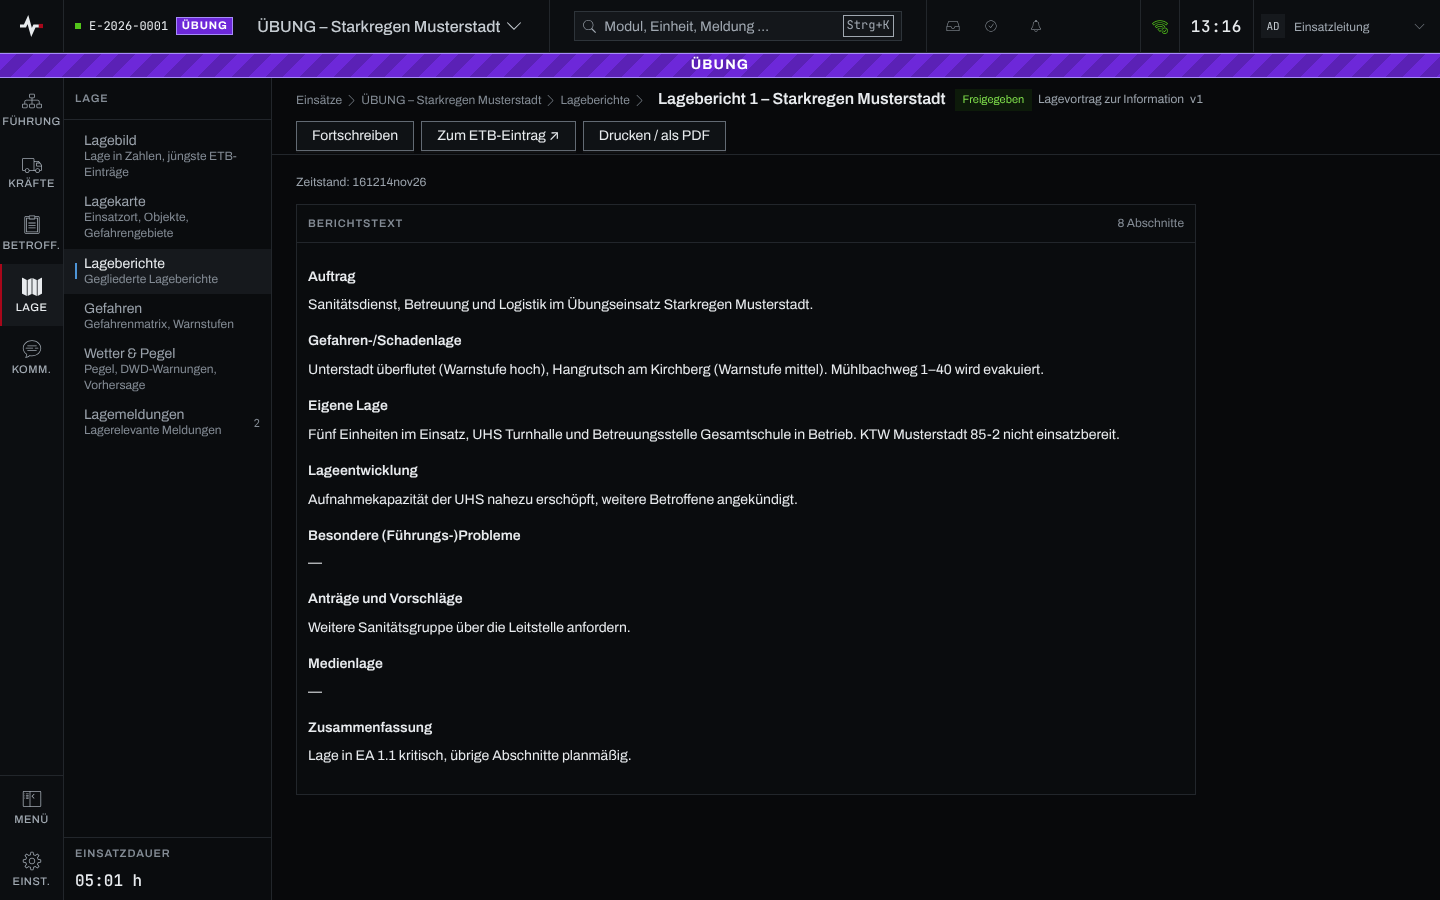 E-2026-0001 ÜBUNG ÜBUNG – Starkregen Musterstadt
Modul, Einheit, Meldung ... Strg+K
13:16
AD Einsatzleitung
ÜBUNG
FÜHRUNG
KRÄFTE
BETROFF.
LAGE
KOMM.
MENÜ
EINST.
LAGE
Lagebild
Lage in Zahlen, jüngste ETB-
Einträge
Lagekarte
Einsatzort, Objekte,
Gefahrengebiete
Lageberichte
Gegliederte Lageberichte
Gefahren
Gefahrenmatrix, Warnstufen
Wetter & Pegel
Pegel, DWD-Warnungen,
Vorhersage
Lagemeldungen
Lagerelevante Meldungen 2
EINSATZDAUER
05:01 h
Einsätze ÜBUNG – Starkregen Musterstadt Lageberichte Lagebericht 1 – Starkregen Musterstadt Freigegeben Lagevortrag zur Information v1
Fortschreiben Zum ETB-Eintrag ↗ Drucken / als PDF
Zeitstand: 161214nov26
BERICHTSTEXT 8 Abschnitte
Auftrag
Sanitätsdienst, Betreuung und Logistik im Übungseinsatz Starkregen Musterstadt.
Gefahren-/Schadenlage
Unterstadt überflutet (Warnstufe hoch), Hangrutsch am Kirchberg (Warnstufe mittel). Mühlbachweg 1–40 wird evakuiert.
Eigene Lage
Fünf Einheiten im Einsatz, UHS Turnhalle und Betreuungsstelle Gesamtschule in Betrieb. KTW Musterstadt 85-2 nicht einsatzbereit.
Lageentwicklung
Aufnahmekapazität der UHS nahezu erschöpft, weitere Betroffene angekündigt.
Besondere (Führungs-)Probleme
—
Anträge und Vorschläge
Weitere Sanitätsgruppe über die Leitstelle anfordern.
Medienlage
—
Zusammenfassung
Lage in EA 1.1 kritisch, übrige Abschnitte planmäßig.